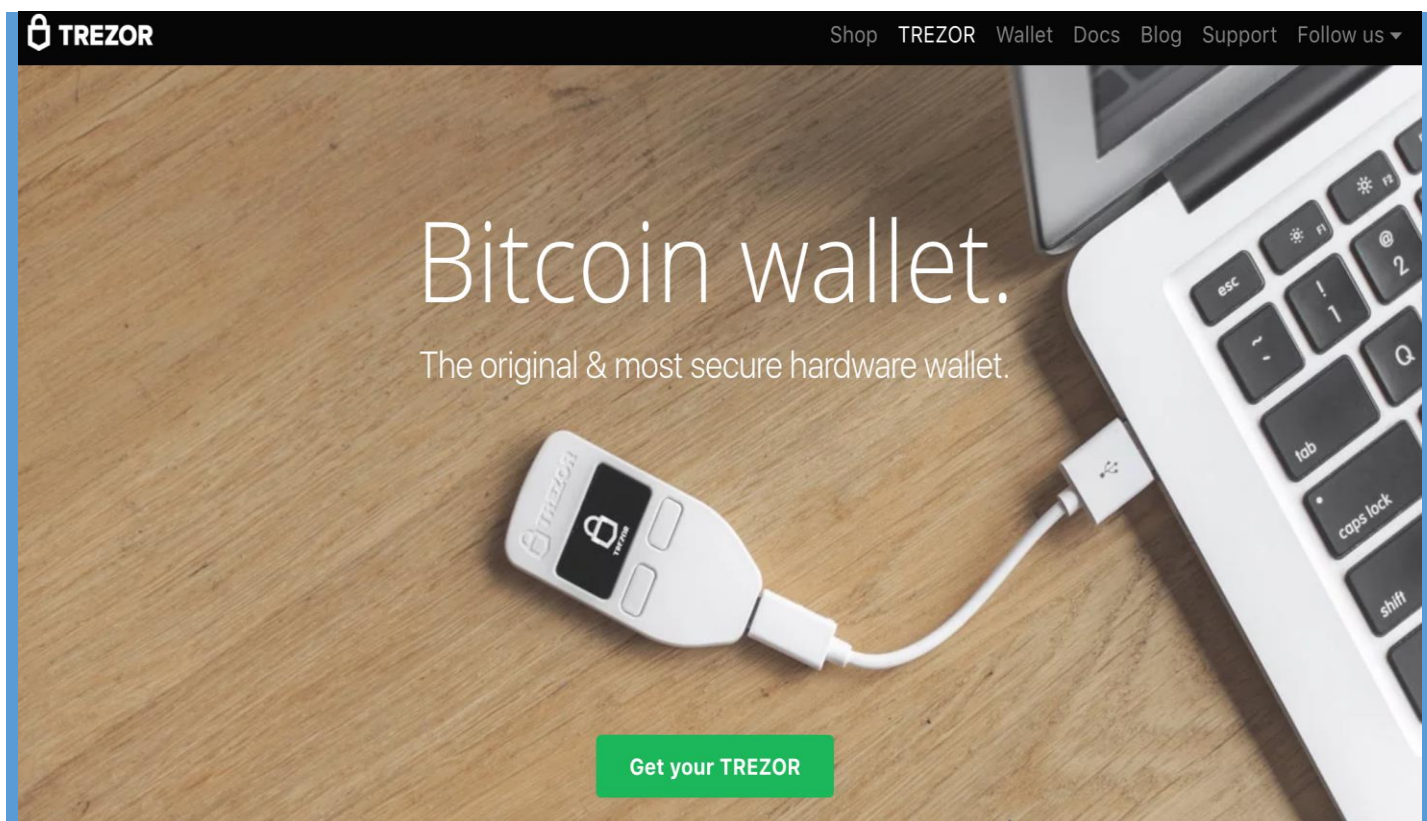 TREZOR
Shop TREZOR Wallet Docs Blog Support Follow us
Bitcoin wallet.
The original & most secure hardware wallet.
TREZOR
TREZOR
esc
F1
F2
~
!
1
@
2
tab
Q
caps lock
shift
Get your TREZOR